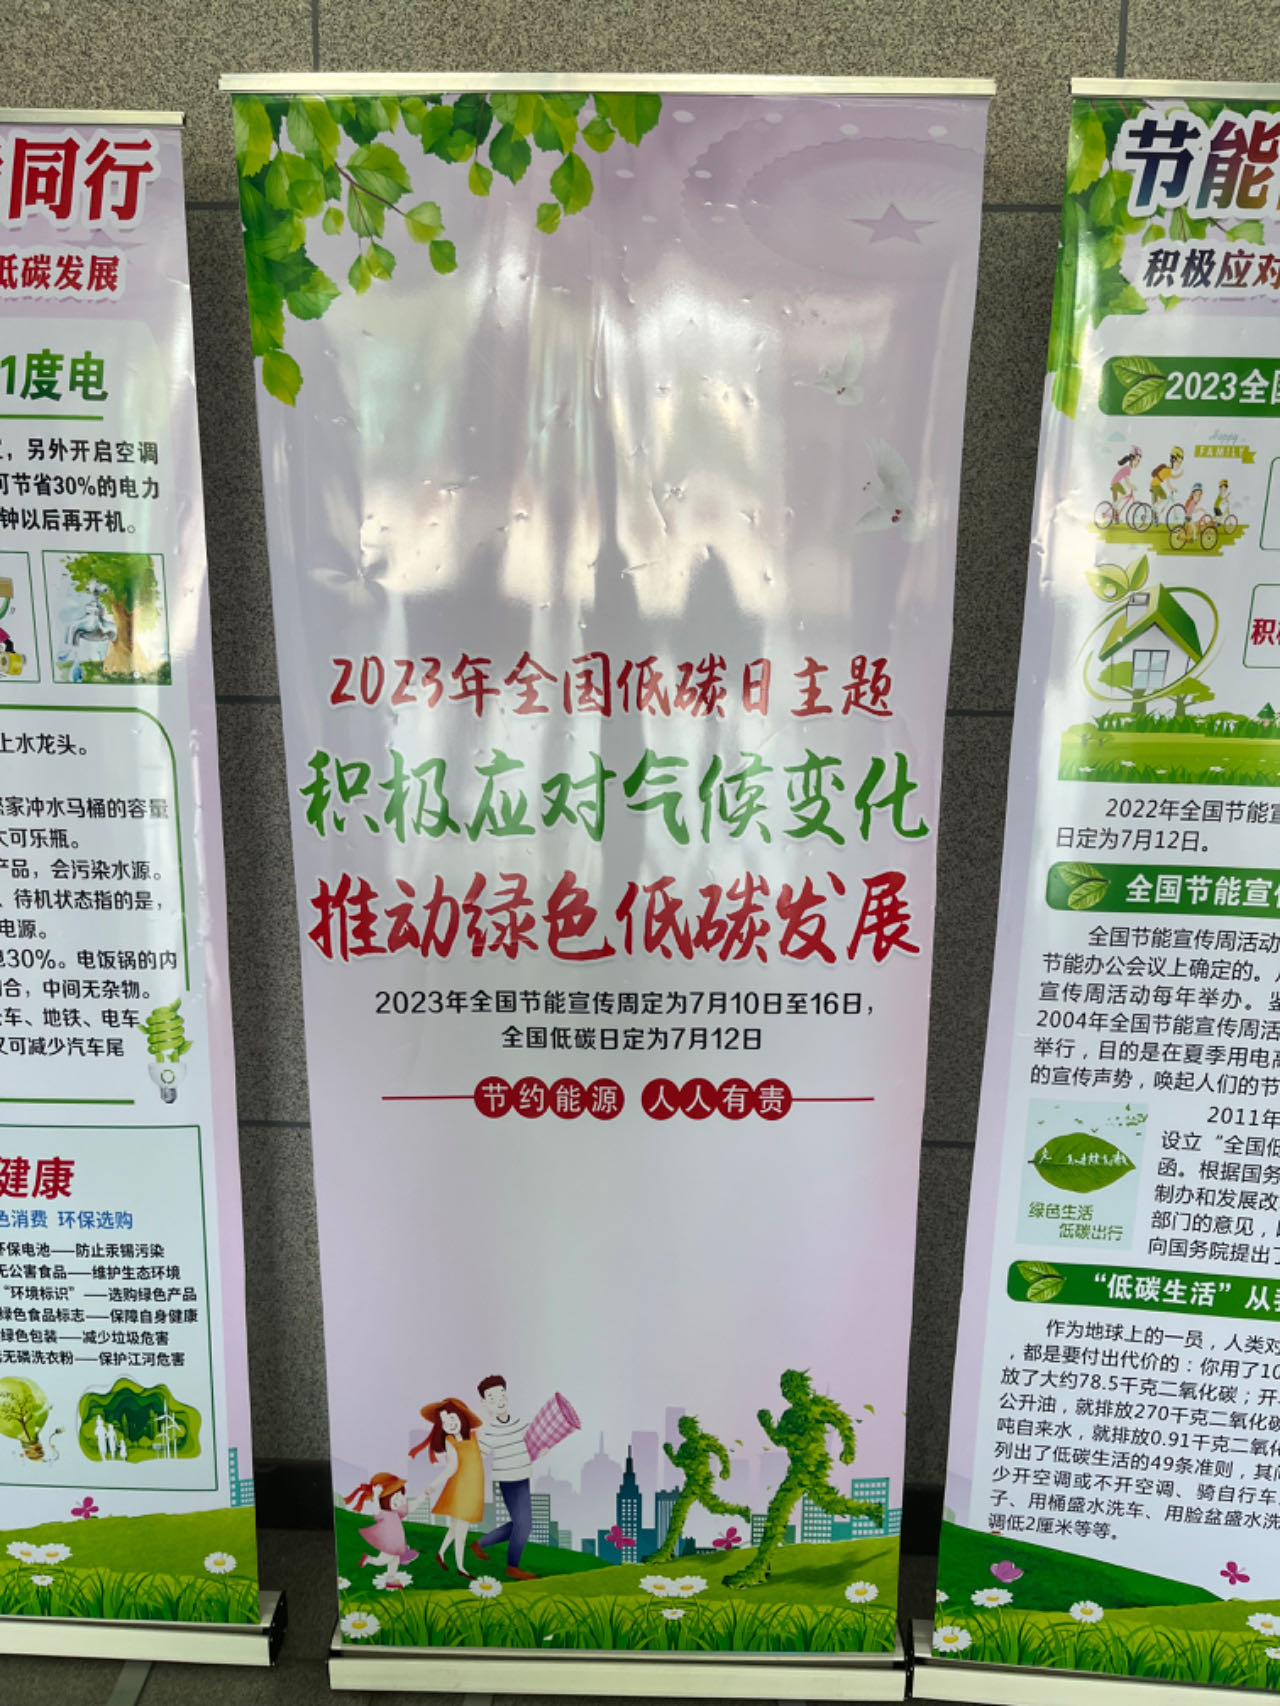 同行
低碳发展
1度电
，另外开启空调
可节省30%的电力
钟以后再开机。
上水龙头。
家冲水马桶的容量
大可乐瓶。
产品，会污染水源。
、待机状态指的是，
电源。
30%。电饭锅的内
合，中间无杂物。
车、地铁、电车
又可减少汽车尾
健康
色消费 环保选购
环保电池——防止汞镉污染
无公害食品——维护生态环境
“环境标识”——选购绿色产品
绿色食品标志——保障自身健康
绿色包装——减少垃圾危害
无磷洗衣粉——保护江河危害
2023年全国低碳日主题
积极应对气候变化
推动绿色低碳发展
2023年全国节能宣传周定为7月10日至16日，
全国低碳日定为7月12日
节约能源 人人有责
节能
积极应对
2023全国
Happy
FAMILY
积
2022年全国节能宣
日定为7月12日。
全国节能宣传
全国节能宣传周活动
节能办公会议上确定的。
宣传周活动每年举办。
2004年全国节能宣传周活
举行，目的是在夏季用电高
的宣传声势，唤起人们的节
2011年
设立“全国低
函。根据国务
制办和发展改
部门的意见，
向国务院提出了
绿色生活
低碳出行
“低碳生活”从
作为地球上的一员，人类对
，都是要付出代价的：你用了10
放了大约78.5千克二氧化碳；开
公升油，就排放270千克二氧化碳
吨自来水，就排放0.91千克二氧化
列出了低碳生活的49条准则，其
少开空调或不开空调、骑自行车
子、用桶盛水洗车、用脸盆盛水洗
调低2厘米等等。